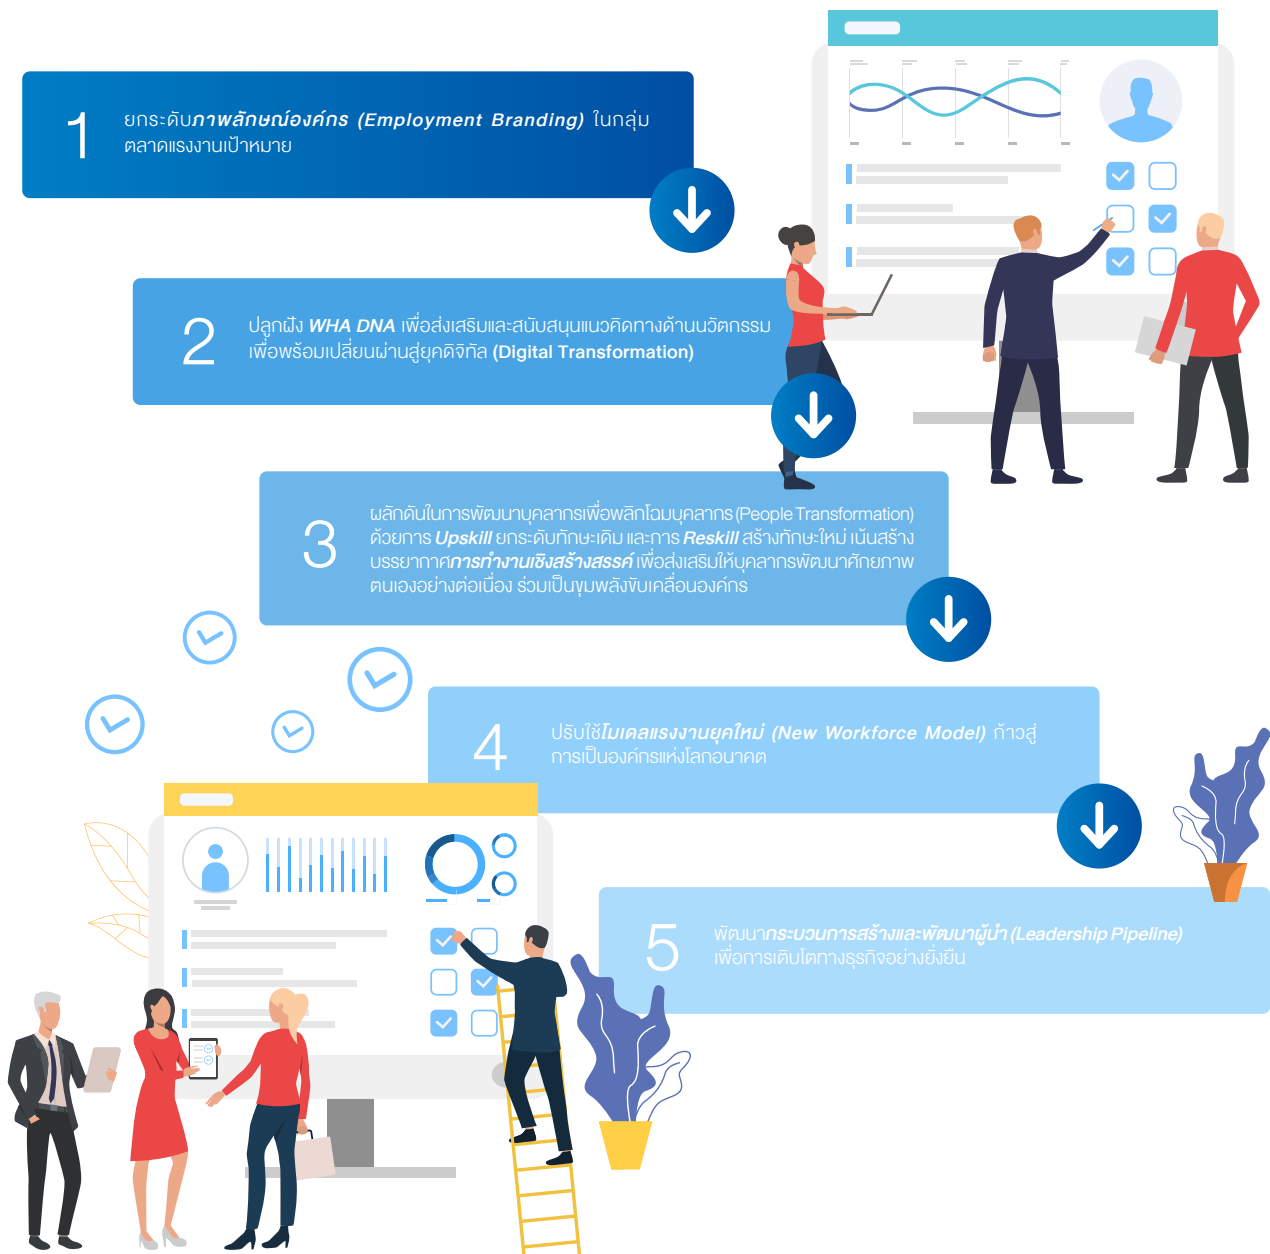 1
ยกระดับภาพลักษณ์องค์กร (Employment Branding) ในกลุ่ม
ตลาดแรงงานเป้าหมาย
2
ปลูกฝัง WHA DNA เพื่อส่งเสริมและสนับสนุนแนวคิดทางด้านนวัตกรรม
เพื่อพร้อมเปลี่ยนผ่านสู่ยุคดิจิทัล (Digital Transformation)
3
ผลักดันในการพัฒนาบุคลากรเพื่อพลิกโฉมบุคลากร (People Transformation)
ด้วยการ Upskill ยกระดับทักษะเดิม และการ Reskill สร้างทักษะใหม่ เน้นสร้าง
บรรยากาศการทำงานเชิงสร้างสรรค์ เพื่อส่งเสริมให้บุคลากรพัฒนาศักยภาพ
ตนเองอย่างต่อเนื่อง ร่วมเป็นขุมพลังขับเคลื่อนองค์กร
4
ปรับใช้โมเดลแรงงานยุคใหม่ (New Workforce Model) ก้าวสู่
การเป็นองค์กรแห่งโลกอนาคต
5
พัฒนากระบวนการสร้างและพัฒนาผู้นำ (Leadership Pipeline)
เพื่อการเติบโตทางธุรกิจอย่างยั่งยืน